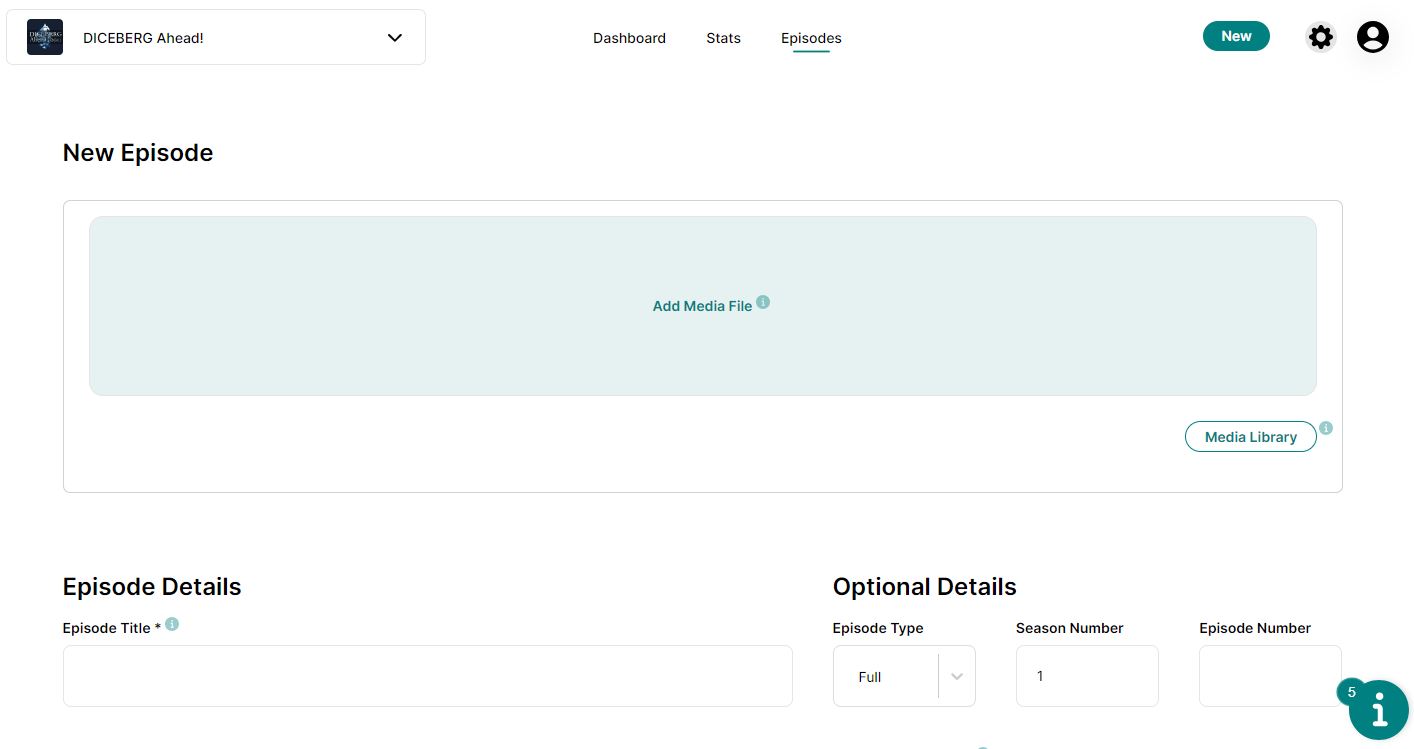 DICEBERG Ahead!
Dashboard Stats Episodes
New
New Episode
Add Media File
Media Library
Episode Details
Optional Details
Episode Title *
Episode Type Season Number Episode Number
Full 1
5